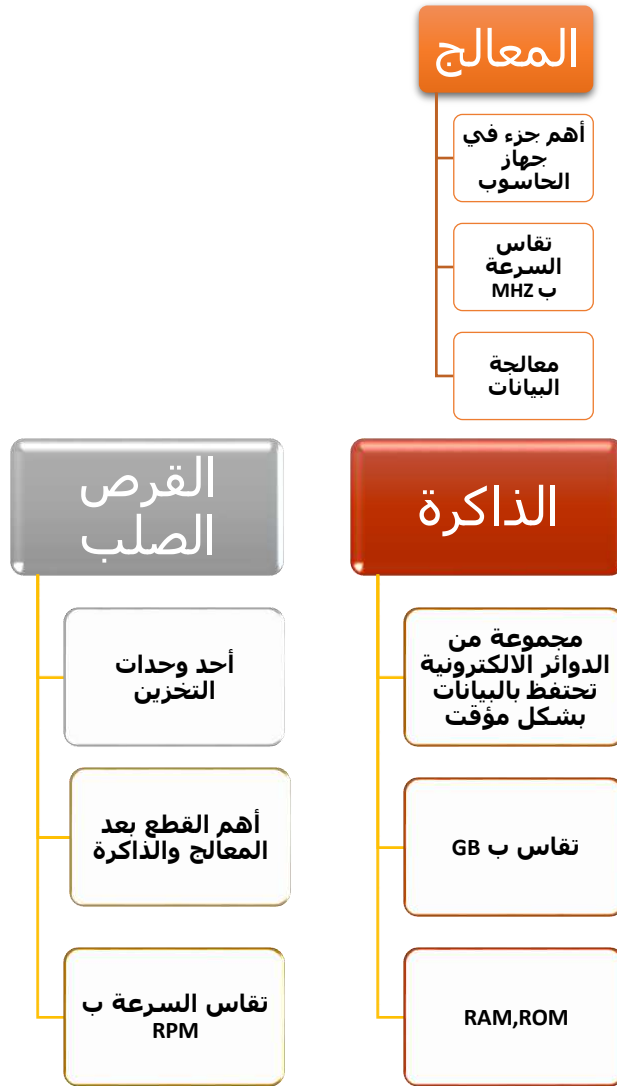 المعالج
أهم جزء في
جهاز
الحاسوب
تقاس
السرعة
ب MHZ
معالجة
البيانات
الذاكرة
مجموعة من
الدوائر الالكترونية
تحتفظ بالبيانات
بشكل مؤقت
تقاس ب GB
RAM,ROM
القرص
الصلب
أحد وحدات
التخزين
أهم القطع بعد
المعالج والذاكرة
تقاس السرعة ب
RPM